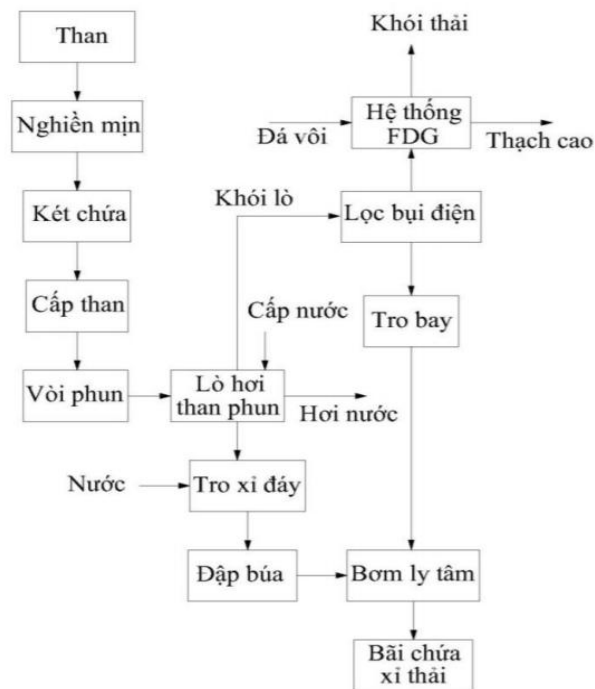 Than
Khói thải
Nghiền mịn
Đá vôi
Hệ thống
FDG
Thạch cao
Két chứa
Khói lò
Lọc bụi điện
Cấp than
Cấp nước
Tro bay
Vòi phun
Lò hơi
than phun
Hơi nước
Nước
Tro xỉ đáy
Đập búa
Bơm ly tâm
Bãi chứa
xỉ thải